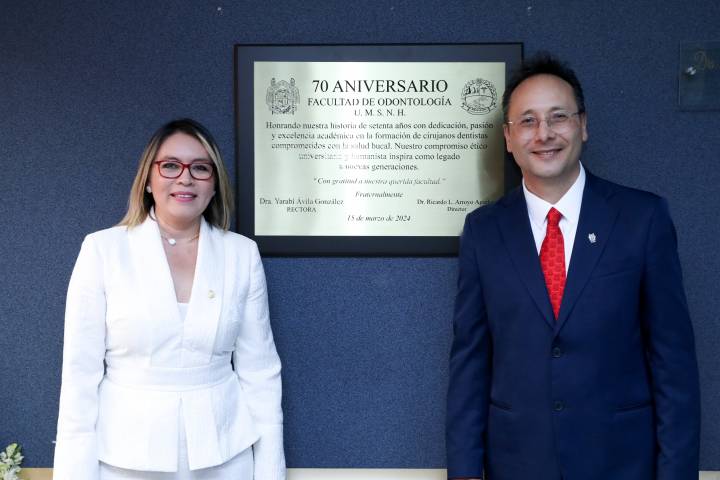 70 ANIVERSARIO
FACULTAD DE ODONTOLOGÍA
U. M. S. N. H.
Honrando nuestra historia de setenta años con dedicación, pasión
y excelencia académica en la formación de cirujanos dentistas
comprometidos con la salud bucal. Nuestro compromiso ético
universitario y humanista inspira como legado
a nuevas generaciones.
"Con gratitud a nuestra querida facultad."
Fraternalmente
Dra. Yarabí Ávila González
RECTORA
Dr. Ricardo L. Arroyo
Director
15 de marzo de 2024